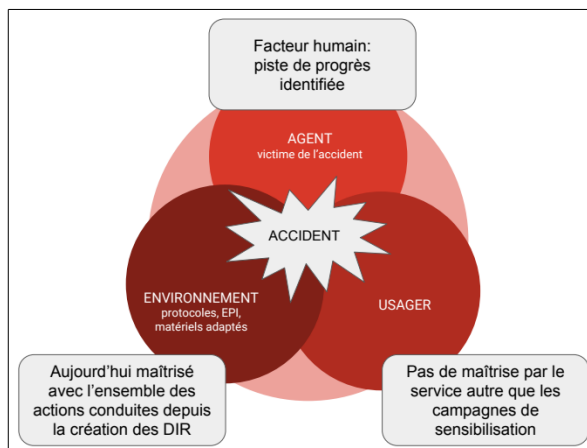 Facteur humain:
piste de progrès
identifiée
AGENT
victime de l'accident
ACCIDENT
ENVIRONNEMENT
protocoles, EPI,
matériels adaptés
USAGER
Aujourd'hui maîtrisé
avec l'ensemble des
actions conduites depuis
la création des DIR
Pas de maîtrise par le
service autre que les
campagnes de
sensibilisation